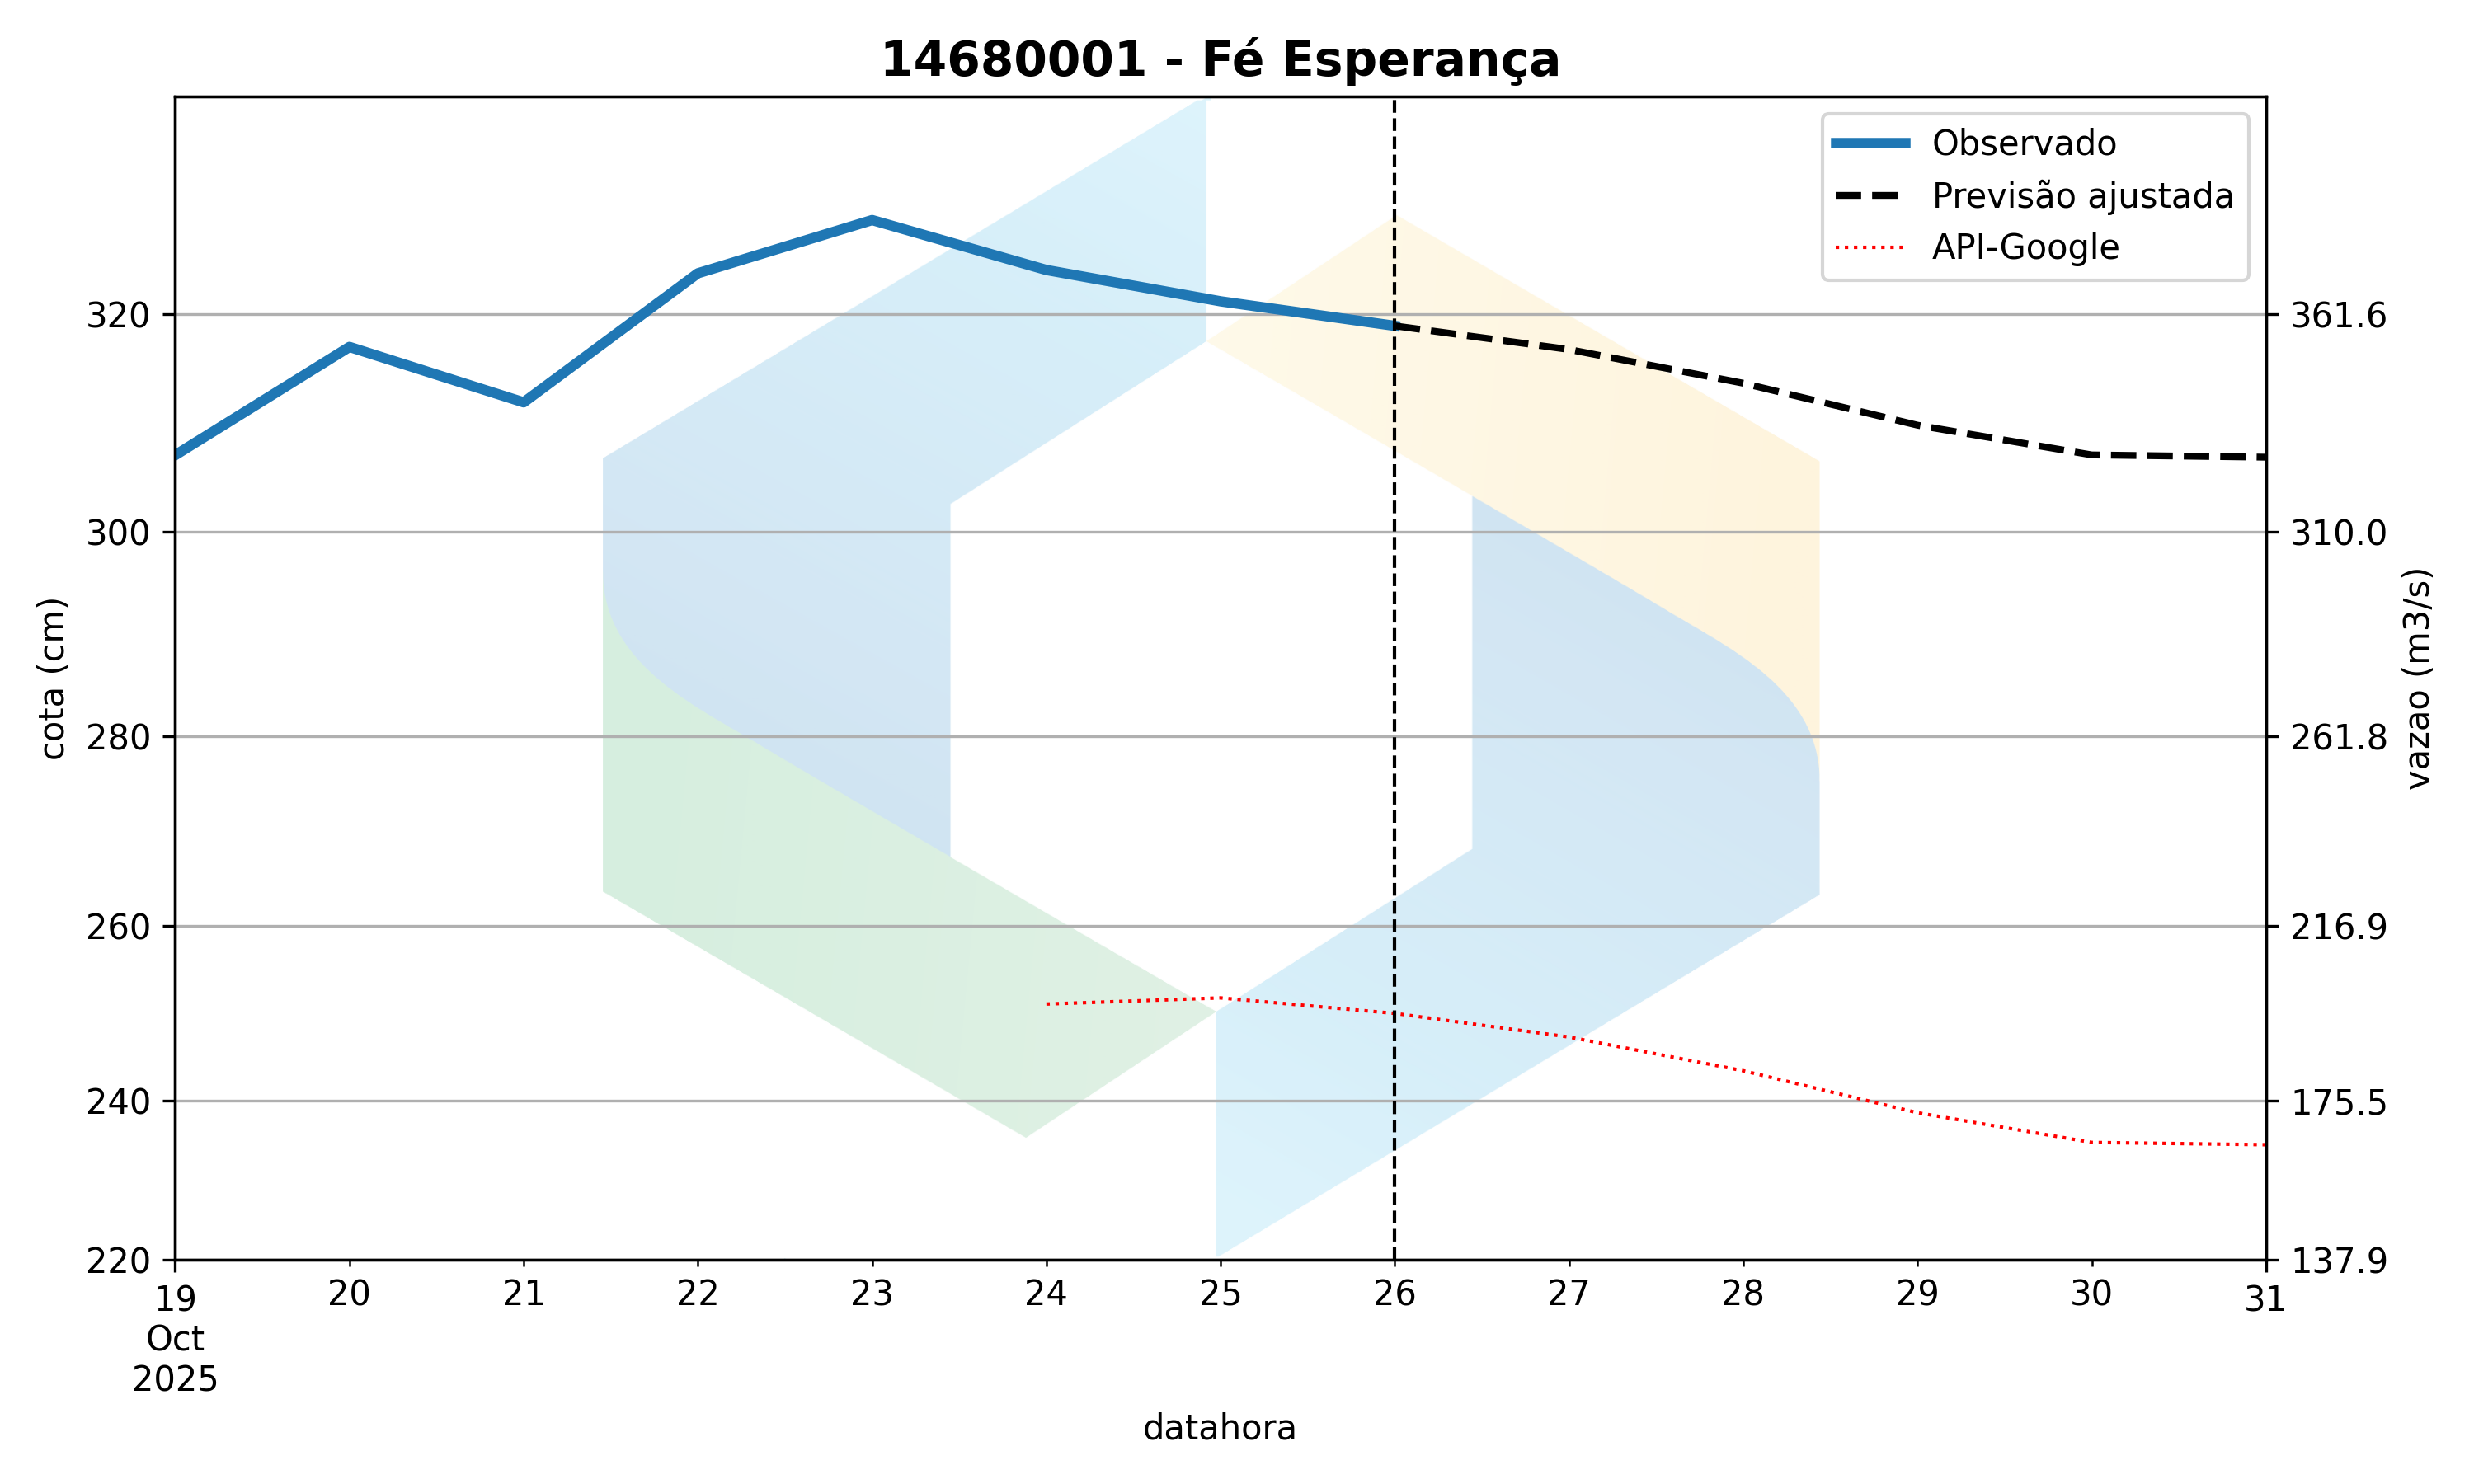 14680001 - Fé Esperança
Observado
Previsão ajustada
API-Google
320
300
280
260
240
220
cota (cm)
361.6
310.0
261.8
216.9
175.5
137.9
vazao (m3/s)
19 20 21 22 23 24 25 26 27 28 29 30 31
Oct
2025
datahora